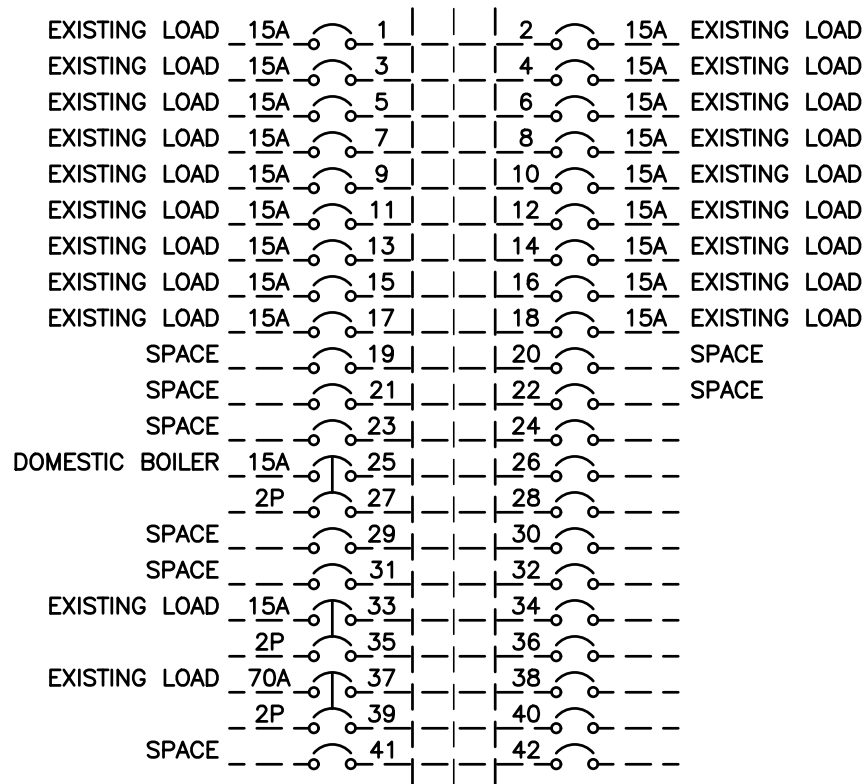 EXISTING LOAD 15A 1 2 15A EXISTING LOAD
EXISTING LOAD 15A 3 4 15A EXISTING LOAD
EXISTING LOAD 15A 5 6 15A EXISTING LOAD
EXISTING LOAD 15A 7 8 15A EXISTING LOAD
EXISTING LOAD 15A 9 10 15A EXISTING LOAD
EXISTING LOAD 15A 11 12 15A EXISTING LOAD
EXISTING LOAD 15A 13 14 15A EXISTING LOAD
EXISTING LOAD 15A 15 16 15A EXISTING LOAD
EXISTING LOAD 15A 17 18 15A EXISTING LOAD
SPACE 19 20 SPACE
SPACE 21 22 SPACE
SPACE 23 24
DOMESTIC BOILER 15A 25 26
2P 27 28
SPACE 29 30
SPACE 31 32
EXISTING LOAD 15A 33 34
2P 35 36
EXISTING LOAD 70A 37 38
2P 39 40
SPACE 41 42